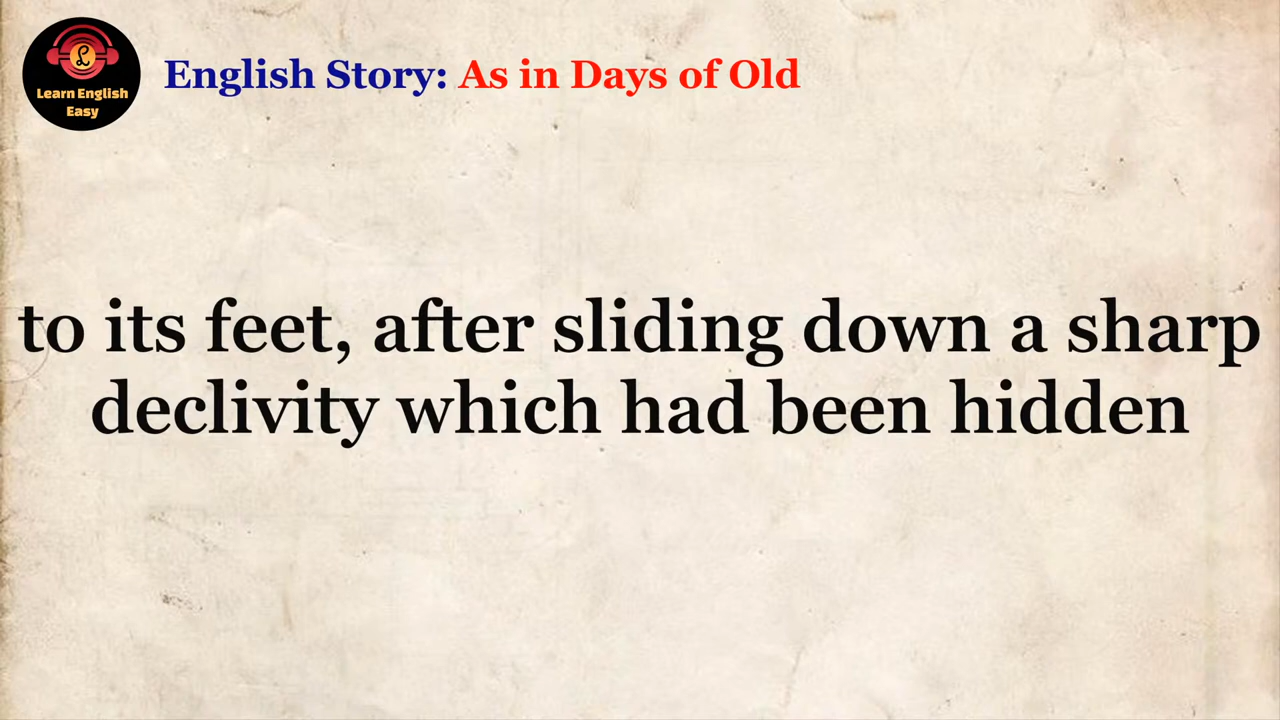 Learn English
Easy
English Story: As in Days of Old
to its feet, after sliding down a sharp
declivity which had been hidden